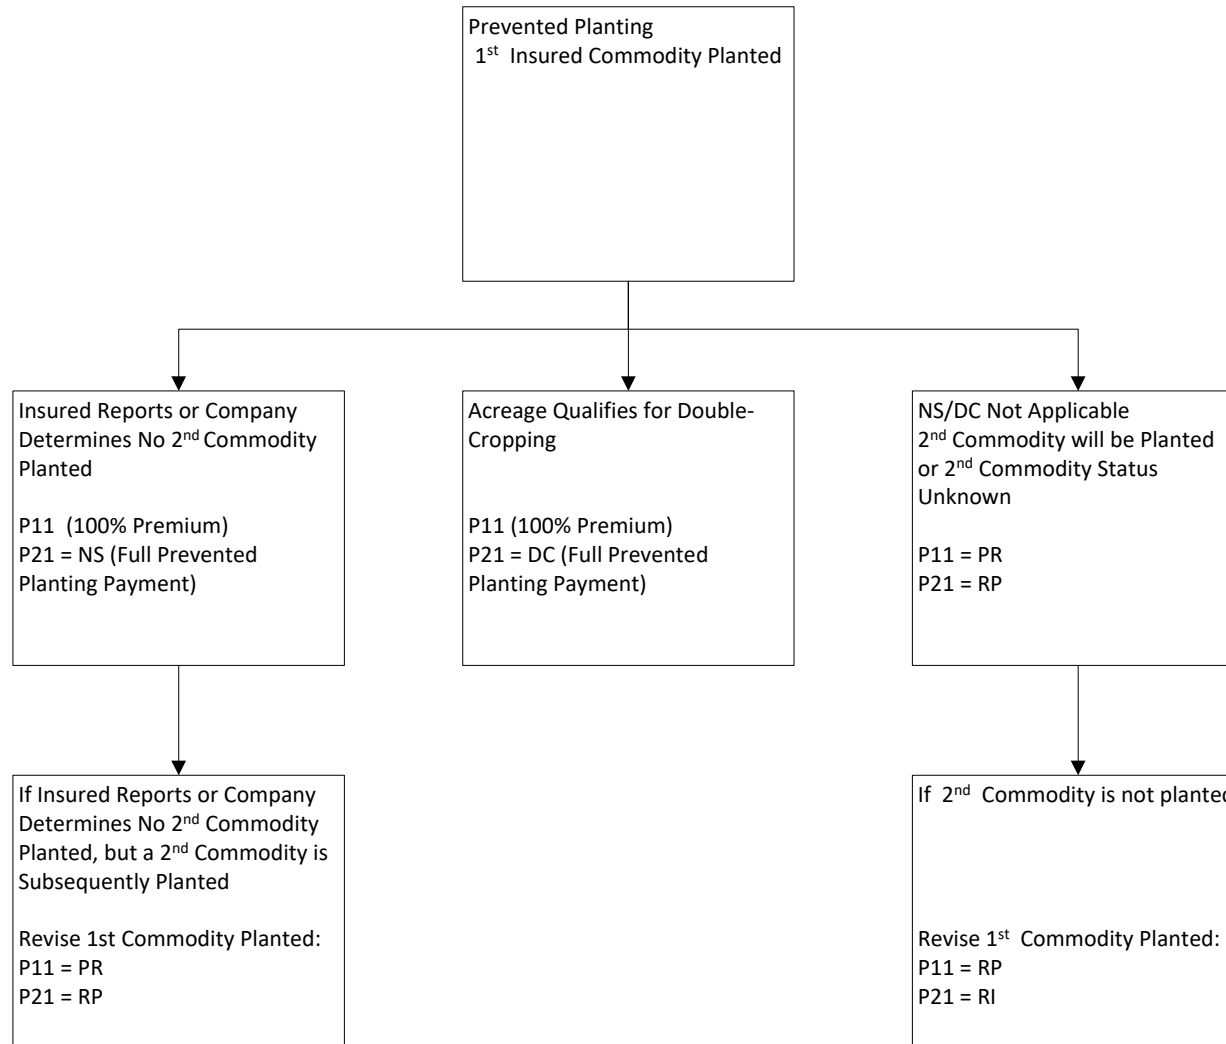 Prevented Planting
1st Insured Commodity Planted
Insured Reports or Company
Determines No 2nd Commodity
Planted
P11 (100% Premium)
P21 = NS (Full Prevented
Planting Payment)
Acreage Qualifies for Double-
Cropping
P11 (100% Premium)
P21 = DC (Full Prevented
Planting Payment)
NS/DC Not Applicable
2nd Commodity will be Planted
or 2nd Commodity Status
Unknown
P11 = PR
P21 = RP
If Insured Reports or Company
Determines No 2nd Commodity
Planted, but a 2nd Commodity is
Subsequently Planted
Revise 1st Commodity Planted:
P11 = PR
P21 = RP
If 2nd Commodity is not planted
Revise 1st Commodity Planted:
P11 = RP
P21 = RI